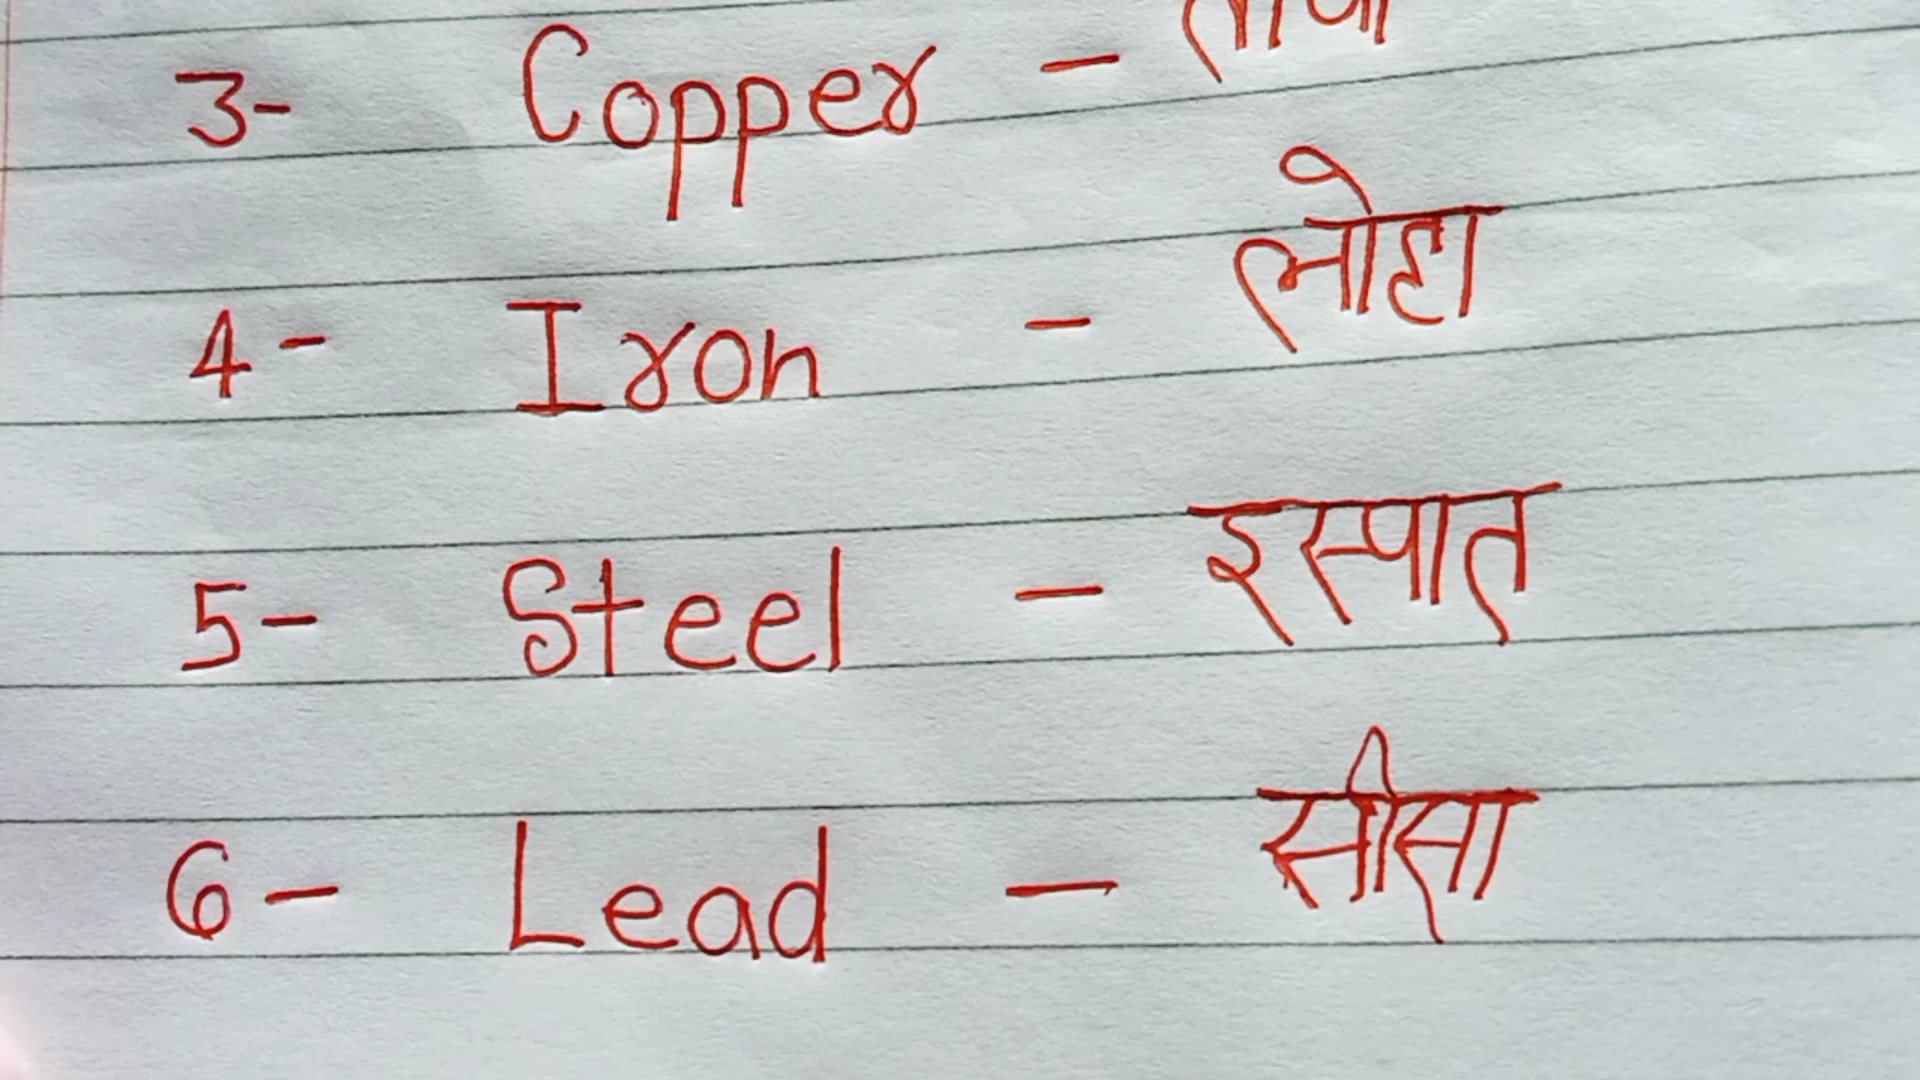 3- Copper -
4- Iron - लोहा
5- Steel - इस्पात
6- Lead - सीसा